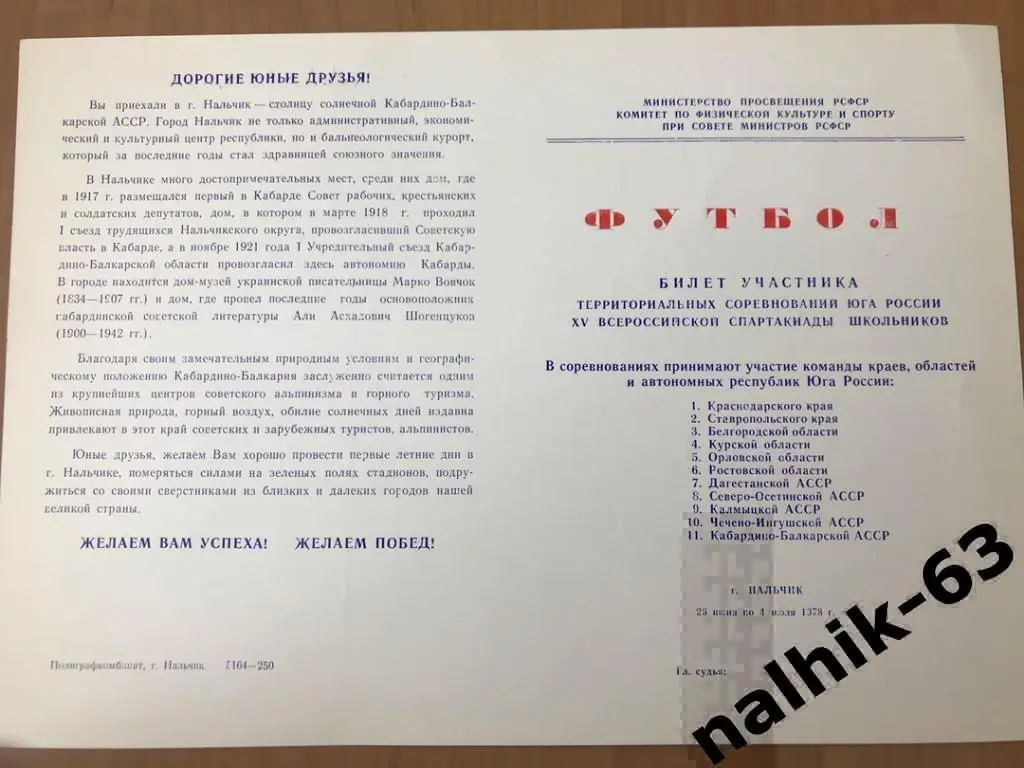 ДОРОГИЕ ЮНЫЕ ДРУЗЬЯ!
Вы приехали в г. Нальчик — столицу солнечной Кабардино-Бал-
карской АССР. Город Нальчик не только административный, экономи-
ческий и культурный центр республики, но и бальнеологический курорт,
который за последние годы стал здравницей союзного значения.
В Нальчике много достопримечательных мест, среди них дом, где
в 1917 г. размещался первый в Кабарде Совет рабочих, крестьянских
и солдатских депутатов, дом, в котором в марте 1918 г. проходил
I съезд трудящихся Нальчикского округа, провозгласивший Советскую
власть в Кабарде, а в ноябре 1921 года I Учредительный съезд Кабар-
дино-Балкарской области провозгласил здесь автономию Кабарды.
В городе находится дом-музей украинской писательницы Марко Вовчок
(1834—1907 гг.) и дом, где провел последние годы основоположник
кабардинской советской литературы Али Асхадович Шогенцуков
(1900—1942 гг.).
Благодаря своим замечательным природным условиям и географи-
ческому положению Кабардино-Балкария заслуженно считается одним
из крупнейших центров советского альпинизма и горного туризма.
Живописная природа, горный воздух, обилие солнечных дней издавна
привлекают в этот край советских и зарубежных туристов, альпинистов.
Юные друзья, желаем Вам хорошо провести первые летние дни в
г. Нальчике, померяться силами на зеленых полях стадионов, подру-
житься со своими сверстниками из близких и далеких городов нашей
великой страны.
ЖЕЛАЕМ ВАМ УСПЕХА! ЖЕЛАЕМ ПОБЕД!
Полиграфкомбинат, г. Нальчик. 5164—250
МИНИСТЕРСТВО ПРОСВЕЩЕНИЯ РСФСР
КОМИТЕТ ПО ФИЗИЧЕСКОЙ КУЛЬТУРЕ И СПОРТУ
ПРИ СОВЕТЕ МИНИСТРОВ РСФСР
ФУТБОЛ
БИЛЕТ УЧАСТНИКА
ТЕРРИТОРИАЛЬНЫХ СОРЕВНОВАНИЙ ЮГА РОССИИ
XV ВСЕРОССИЙСКОЙ СПАРТАКИАДЫ ШКОЛЬНИКОВ
В соревнованиях принимают участие команды краев, областей
и автономных республик Юга России:
1. Краснодарского края
2. Ставропольского края
3. Белгородской области
4. Курской области
5. Орловской области
6. Ростовской области
7. Дагестанской АССР
8. Северо-Осетинской АССР
9. Калмыцкой АССР
10. Чечено-Ингушской АССР
11. Кабардино-Балкарской АССР
г. НАЛЬЧИК
25 июня по 4 июля 1978 г.
Гл. судья:
nalhik-63